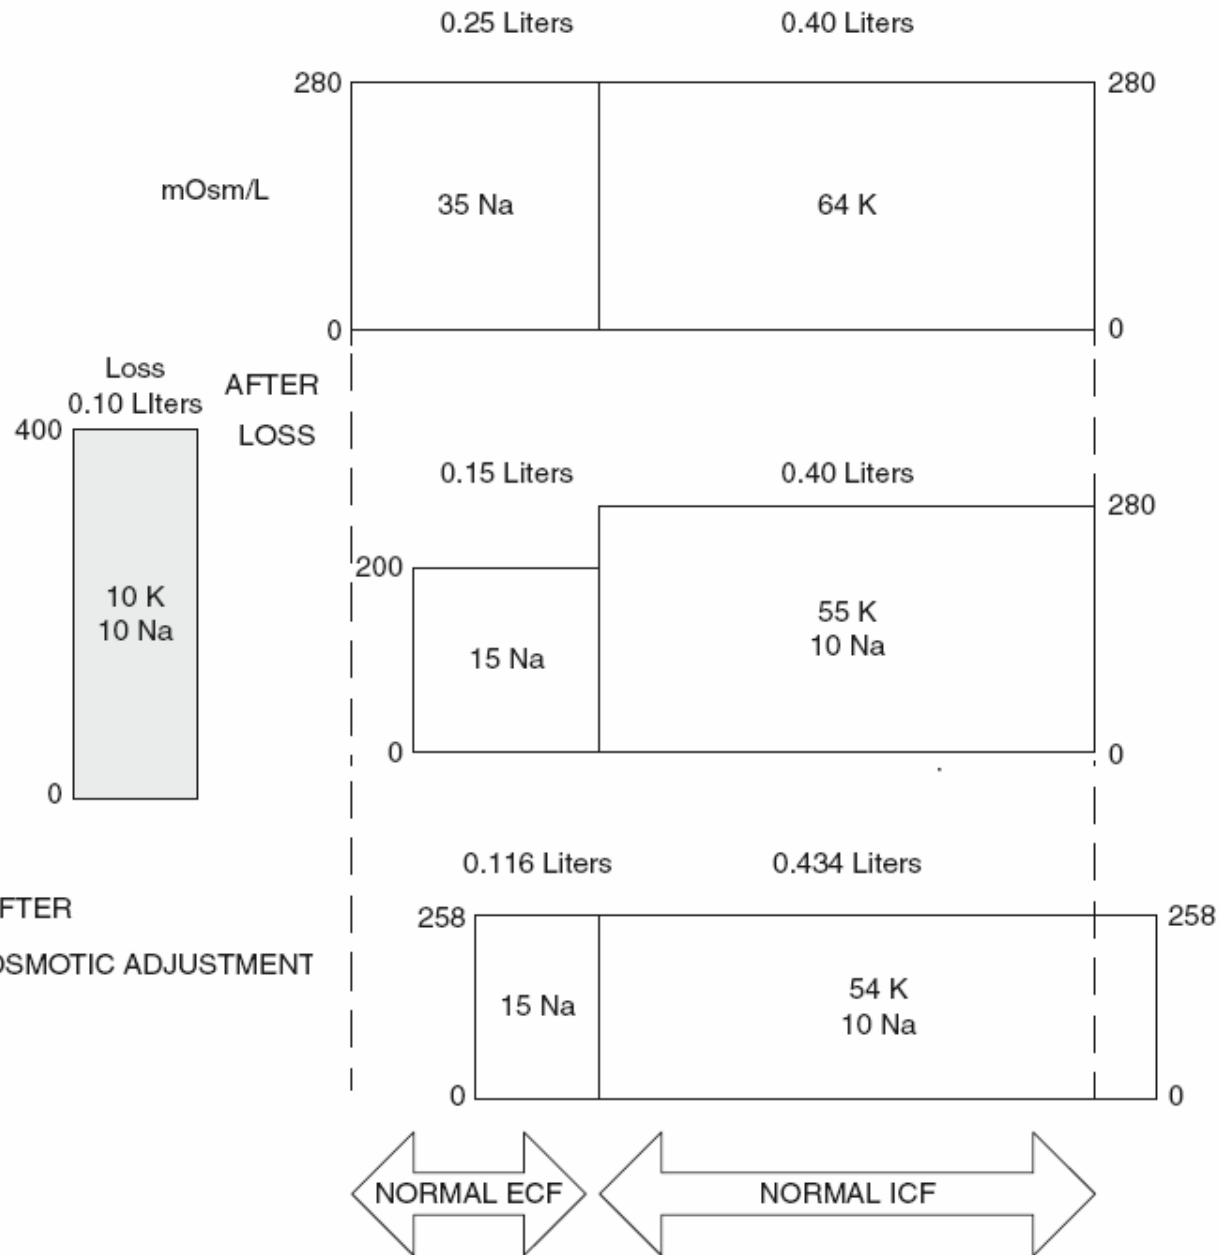 0.25 Liters 0.40 Liters
280 280
mOsm/L 35 Na 64 K
0 0
Loss
0.10 LIters
AFTER
LOSS
400
10 K
10 Na
0
0.15 Liters 0.40 Liters
280
200
55 K
15 Na 10 Na
0 0
0.116 Liters 0.434 Liters
FTER
OSMOTIC ADJUSTMENT
258 258
54 K
15 Na 10 Na
0 0
NORMAL ECF NORMAL ICF